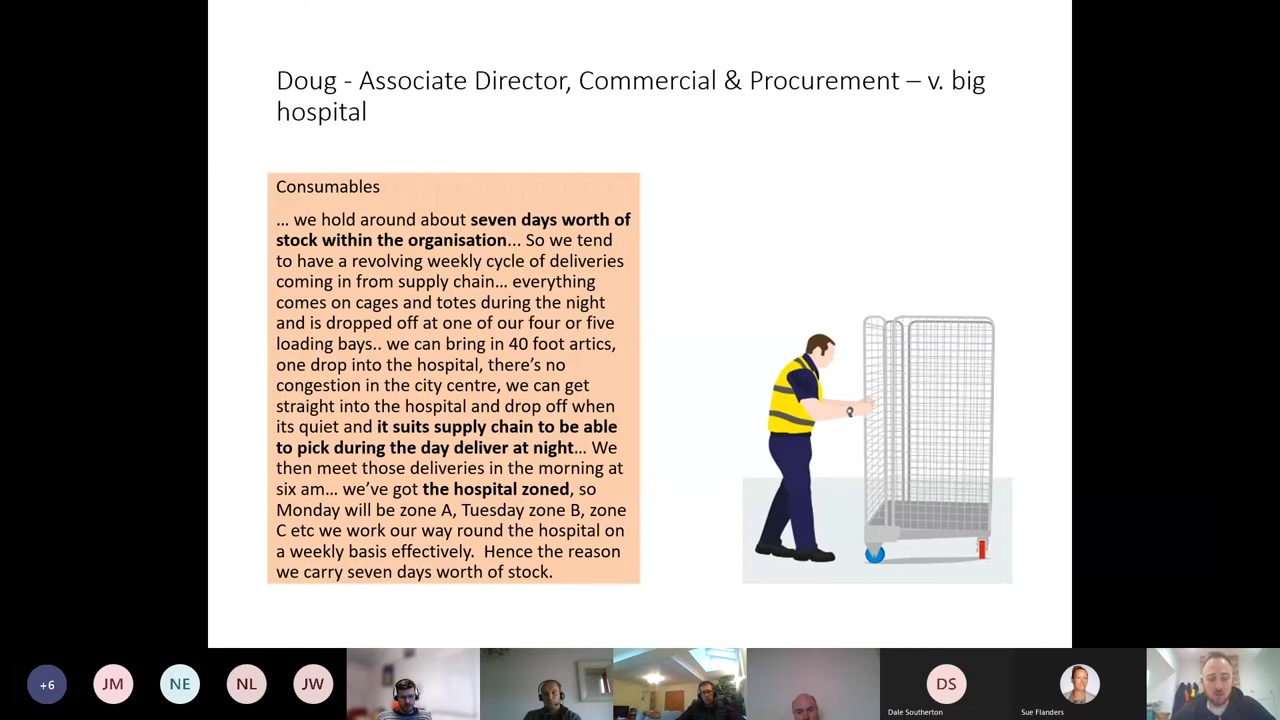 Doug - Associate Director, Commercial & Procurement – v. big
hospital
Consumables
… we hold around about seven days worth of
stock within the organisation... So we tend
to have a revolving weekly cycle of deliveries
coming in from supply chain… everything
comes on cages and totes during the night
and is dropped off at one of our four or five
loading bays.. we can bring in 40 foot artics,
one drop into the hospital, there's no
congestion in the city centre, we can get
straight into the hospital and drop off when
its quiet and it suits supply chain to be able
to pick during the day deliver at night… We
then meet those deliveries in the morning at
six am… we've got the hospital zoned, so
Monday will be zone A, Tuesday zone B, zone
C etc we work our way round the hospital on
a weekly basis effectively.  Hence the reason
we carry seven days worth of stock.
+6
JM
NE
NL
JW
DS
Dale Southerton
Sue Flanders